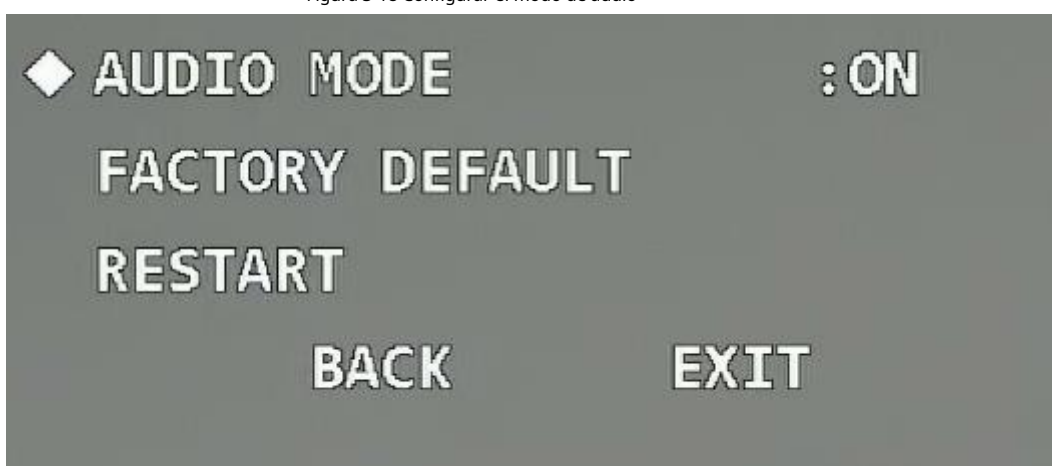 ◆ AUDIO MODE :ON
FACTORY DEFAULT
RESTART
BACK EXIT